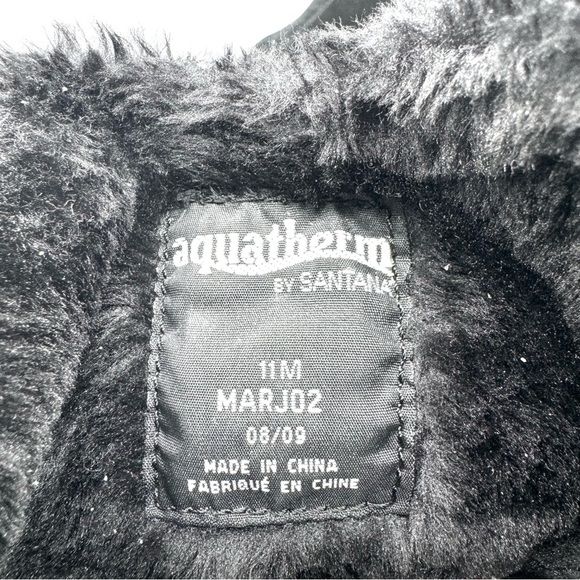 aquatherm
BY SANTANA
11M
MARJ02
08/09
MADE IN CHINA
FABRIQUÉ EN CHINE